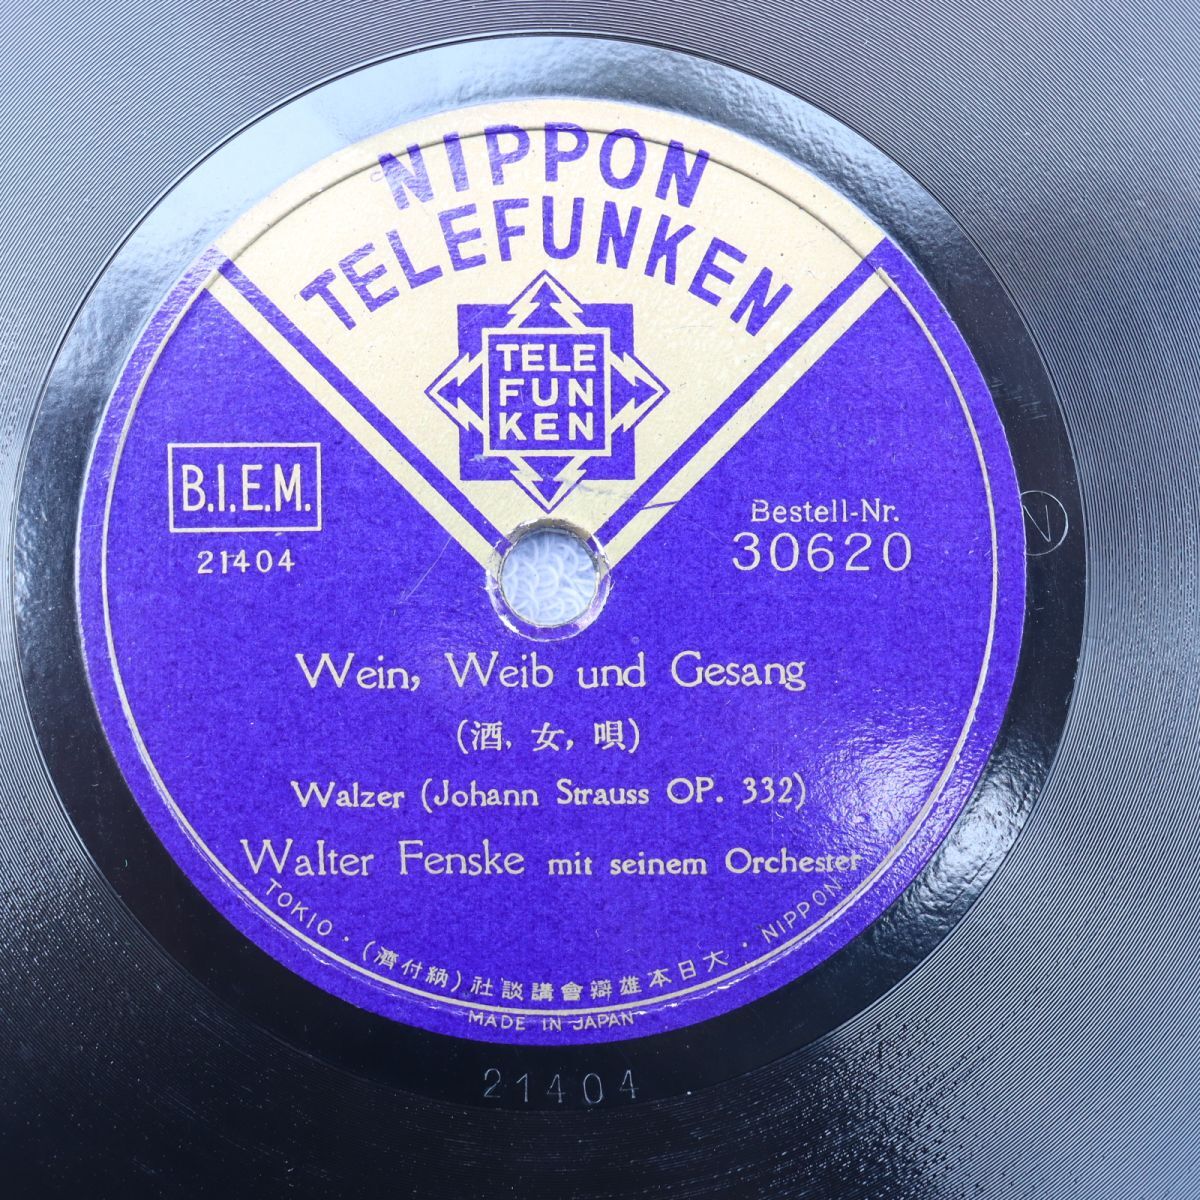 NIPPON
TELEFUNKEN
TELE
FUN
KEN
B.I.E.M.
21404
Bestell-Nr.
30620
Wein, Weib und Gesang
(酒, 女, 唄)
Walzer (Johann Strauss OP. 332)
Walter Fenske mit seinem Orchester
TOKIO · (濟付納) 社談講會辯雄本日大 · NIPPON
MADE IN JAPAN
21404
V